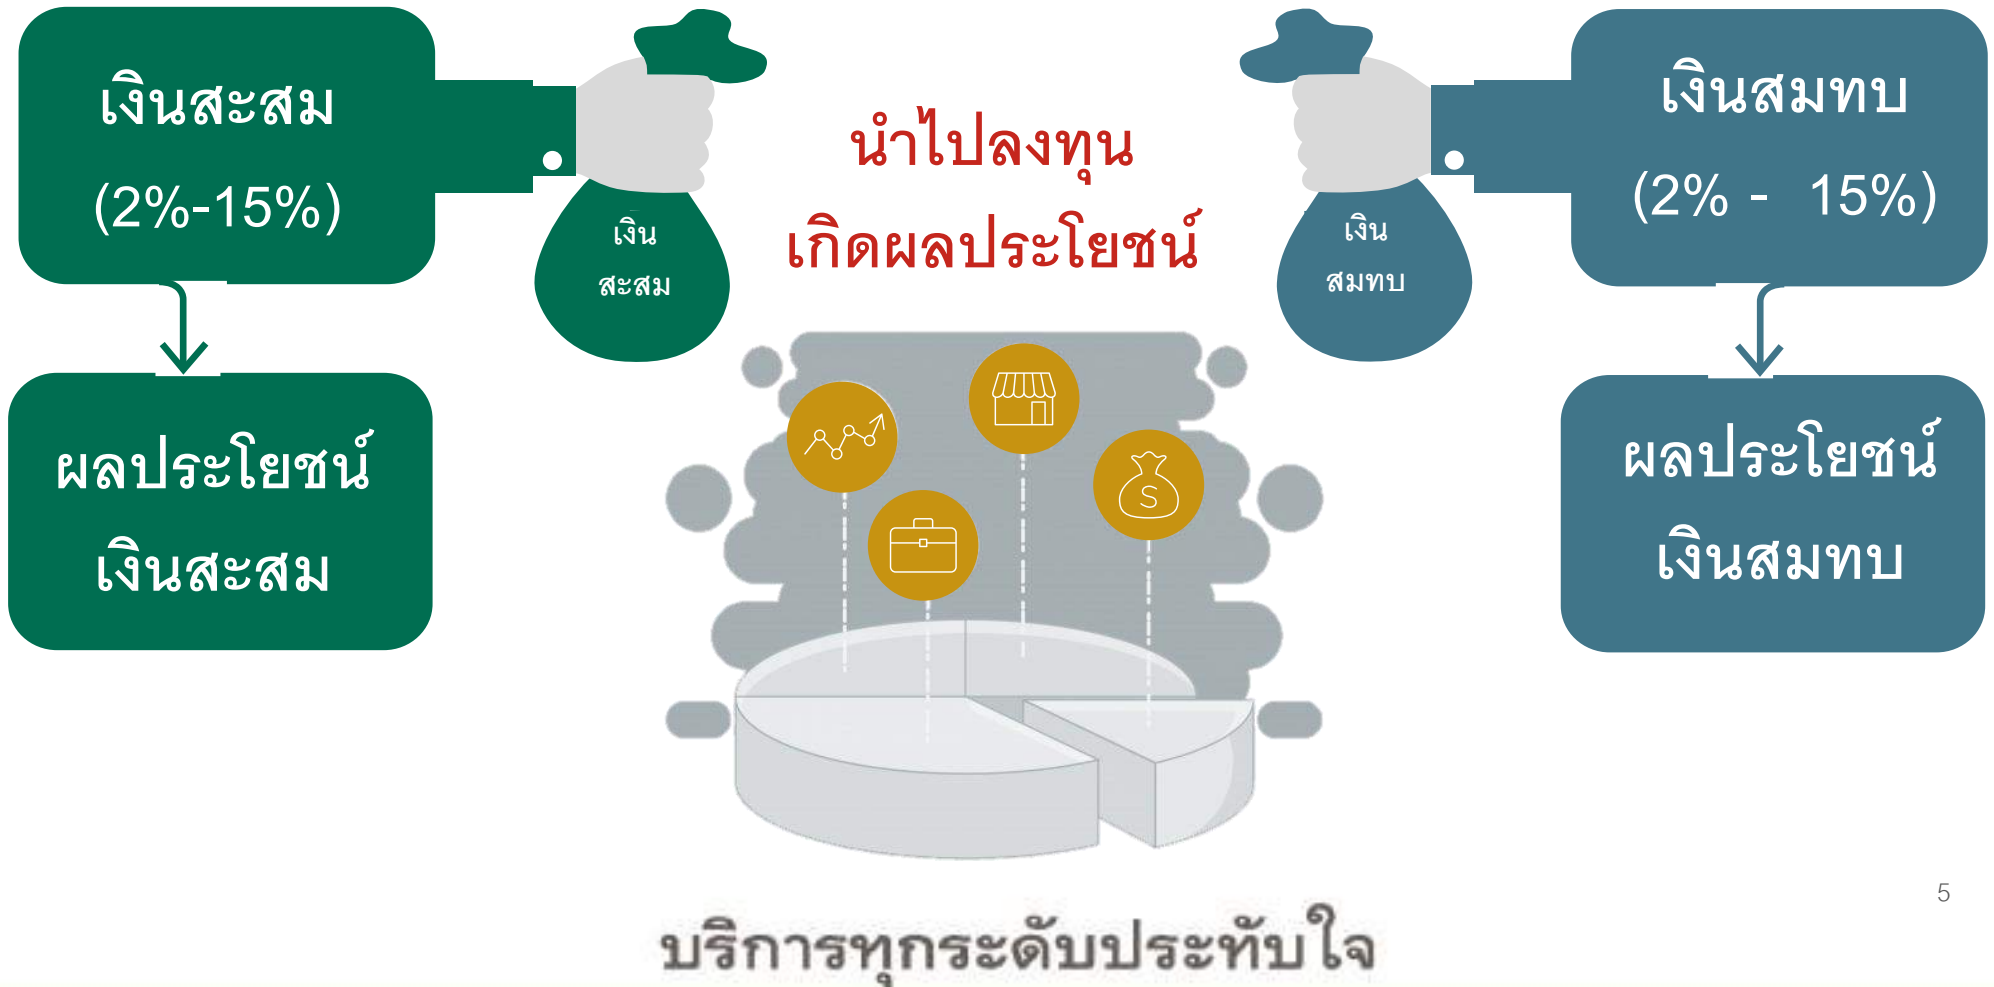 เงินสะสม
(2%-15%)
เงิน
สะสม
นำไปลงทุน
เกิดผลประโยชน์
เงิน
สมทบ
เงินสมทบ
(2% - 15%)
ผลประโยชน์
เงินสะสม
S
ผลประโยชน์
เงินสมทบ
5
บริการทุกระดับประทับใจ